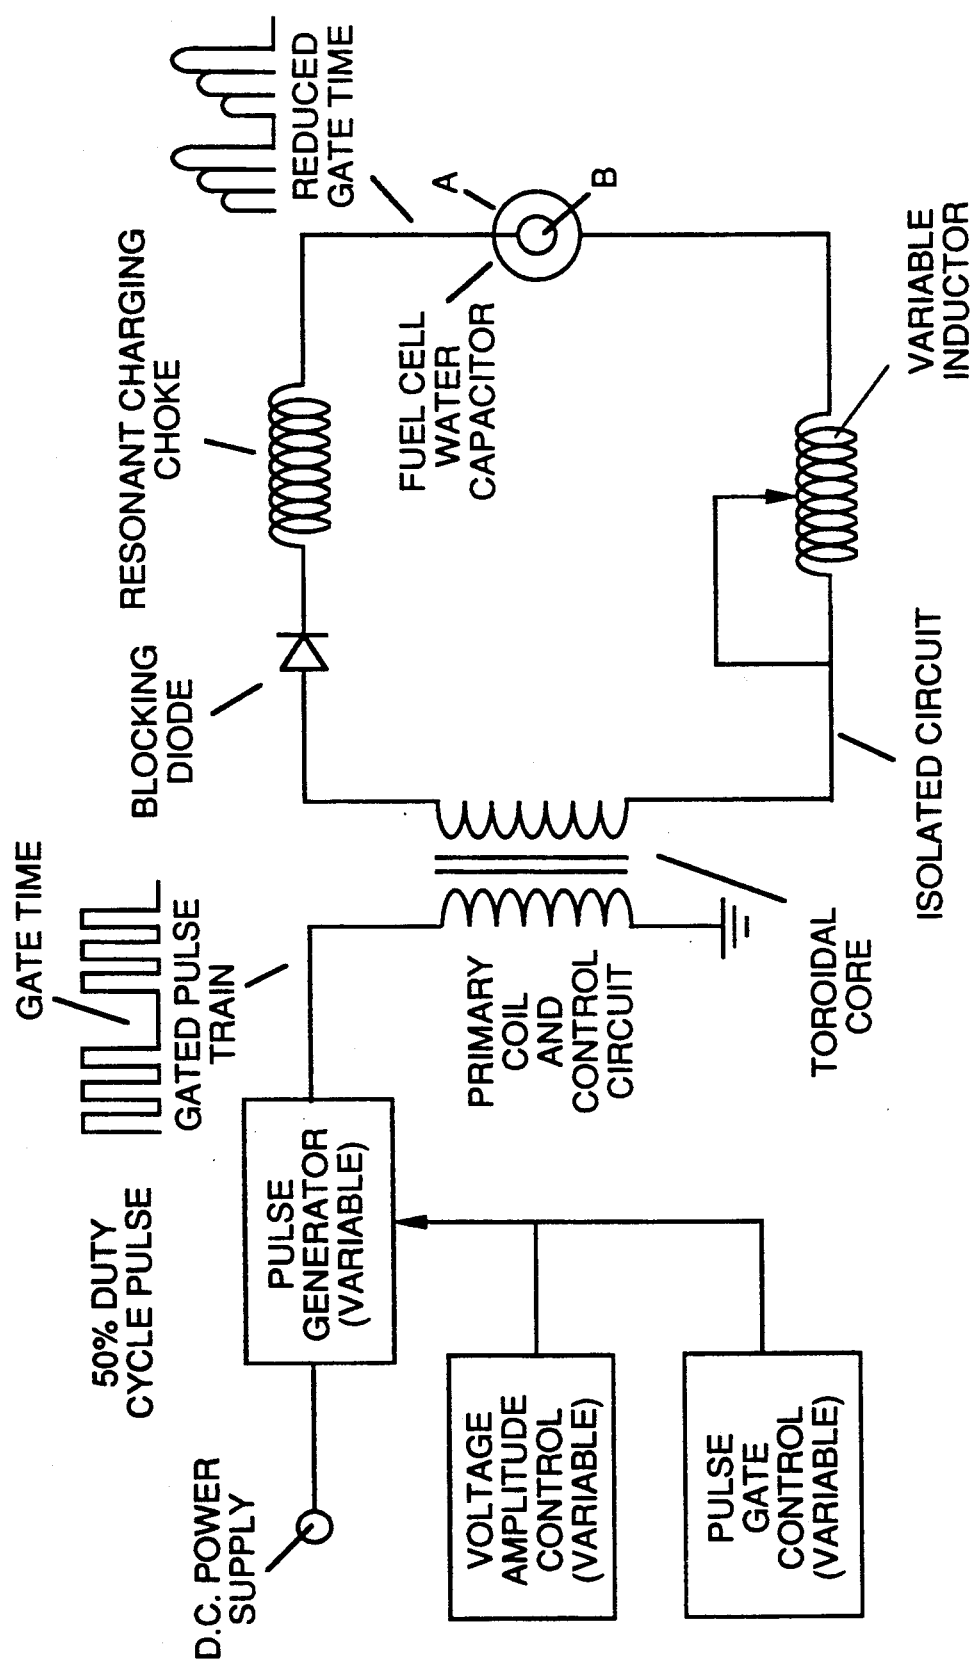 D.C. POWER
SUPPLY
50% DUTY
CYCLE PULSE
GATE TIME
GATED PULSE
TRAIN
PULSE
GENERATOR
(VARIABLE)
VOLTAGE
AMPLITUDE
CONTROL
(VARIABLE)
PULSE
GATE
CONTROL
(VARIABLE)
PRIMARY
COIL
AND
CONTROL
CIRCUIT
TOROIDAL
CORE
BLOCKING
DIODE
RESONANT CHARGING
CHOKE
REDUCED
GATE TIME
FUEL CELL
WATER
CAPACITOR
A
B
ISOLATED CIRCUIT
VARIABLE
INDUCTOR